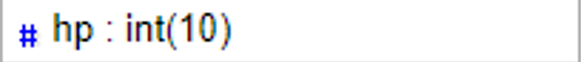 # hp : int(10)